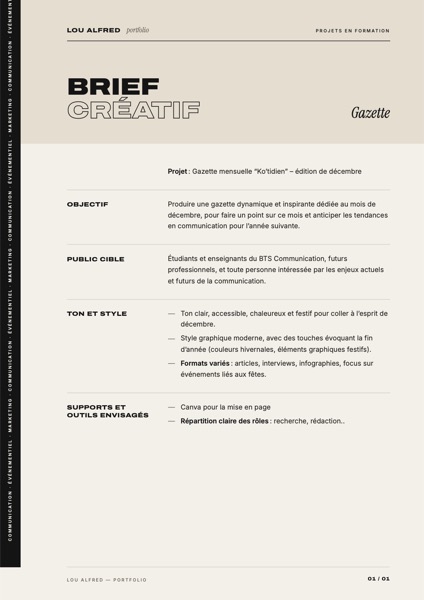 LOU ALFRED portfolio
PROJETS EN FORMATION
BRIEF
CRÉATIF
Gazette
Projet : Gazette mensuelle "Ko'tidien" – édition de décembre
OBJECTIF
Produire une gazette dynamique et inspirante dédiée au mois de
décembre, pour faire un point sur ce mois et anticiper les tendances
en communication pour l'année suivante.
PUBLIC CIBLE
Étudiants et enseignants du BTS Communication, futurs
professionnels, et toute personne intéressée par les enjeux actuels
et futurs de la communication.
TON ET STYLE
— Ton clair, accessible, chaleureux et festif pour coller à l'esprit de
décembre.
— Style graphique moderne, avec des touches évoquant la fin
d'année (couleurs hivernales, éléments graphiques festifs).
— Formats variés : articles, interviews, infographies, focus sur
événements liés aux fêtes.
SUPPORTS ET
OUTILS ENVISAGÉS
— Canva pour la mise en page
— Répartition claire des rôles : recherche, rédaction..
COMMUNICATION · ÉVÉNEMENTIEL · MARKETING · COMMUNICATION · ÉVÉNEMENTIEL · MARKETING · COMMUNICATION · ÉVÉNEMENTIEL · MARKETING · COMMUNICATION · ÉVÉNEMENT
LOU ALFRED — PORTFOLIO
01 / 01